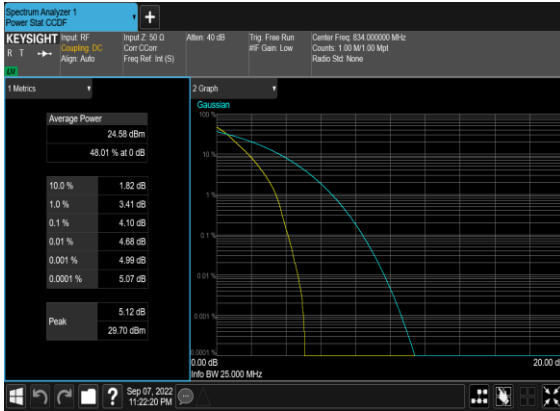 Spectrum Analyzer 1
Power Stat CCDF
KEYSIGHT
R T
Input: RF
Coupling: DC
Align: Auto
Input Z: 50 Ω
Corr CCorr
Freq Ref: Int (S)
Atten: 40 dB
Trig: Free Run
#IF Gain: Low
Center Freq: 834.000000 MHz
Counts: 1.00 M/1.00 Mpt
Radio Std: None
1 Metrics
Average Power
24.58 dBm
48.01 % at 0 dB
10.0 % 1.82 dB
1.0 % 3.41 dB
0.1 % 4.10 dB
0.01 % 4.68 dB
0.001 % 4.99 dB
0.0001 % 5.07 dB
Peak
5.12 dB
29.70 dBm
2 Graph
Gaussian
100 %
10 %
1 %
0.1 %
0.01 %
0.001 %
0.0001 %
0.00 dB
20.00 d
Info BW 25.000 MHz
?
Sep 07, 2022
11:22:20 PM